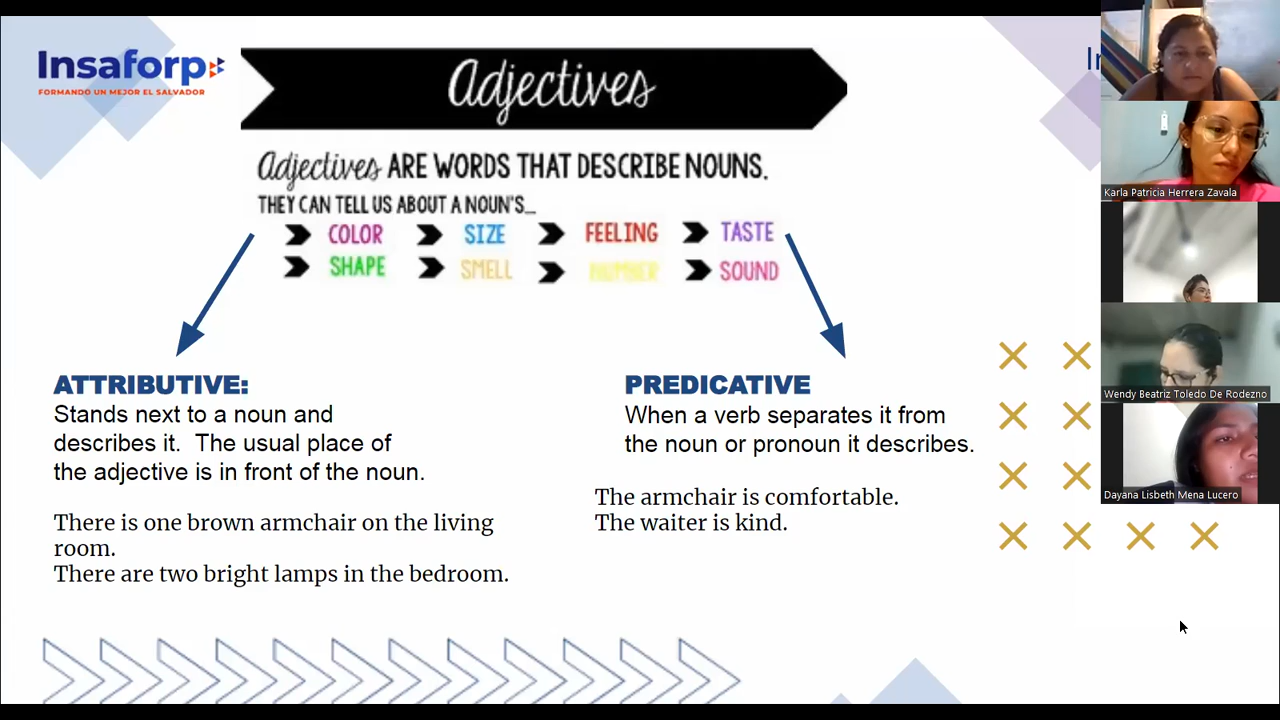 Insaforp
FORMANDO UN MEJOR EL SALVADOR
Adjectives
Adjectives ARE WORDS THAT DESCRIBE NOUNS.
THEY CAN TELL US ABOUT A NOUN'S...
COLOR SIZE FEELING TASTE
SHAPE SMELL NUMBER SOUND
ATTRIBUTIVE:
Stands next to a noun and
describes it. The usual place of
the adjective is in front of the noun.
There is one brown armchair on the living
room.
There are two bright lamps in the bedroom.
PREDICATIVE
When a verb separates it from
the noun or pronoun it describes.
The armchair is comfortable.
The waiter is kind.
Karla Patricia Herrera Zavala
Wendy Beatriz Toledo De Rodezno
Dayana Lisbeth Mena Lucero